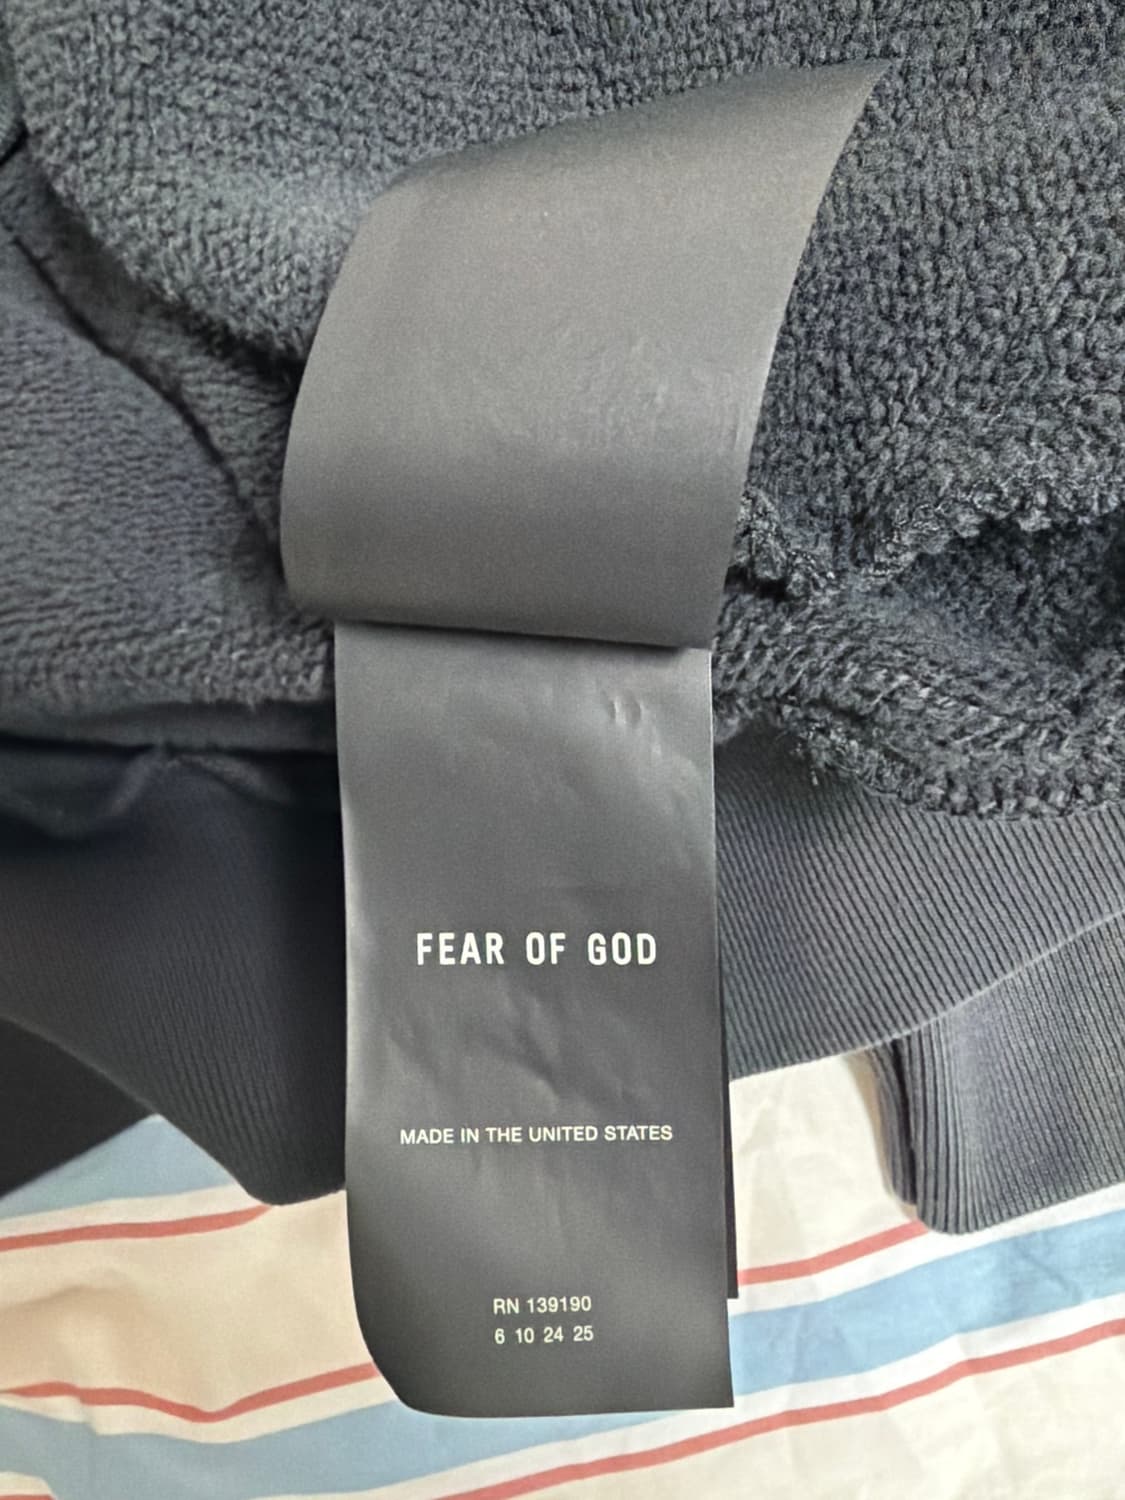 FEAR OF GOD
MADE IN THE UNITED STATES
RN 139190
6 10 24 25